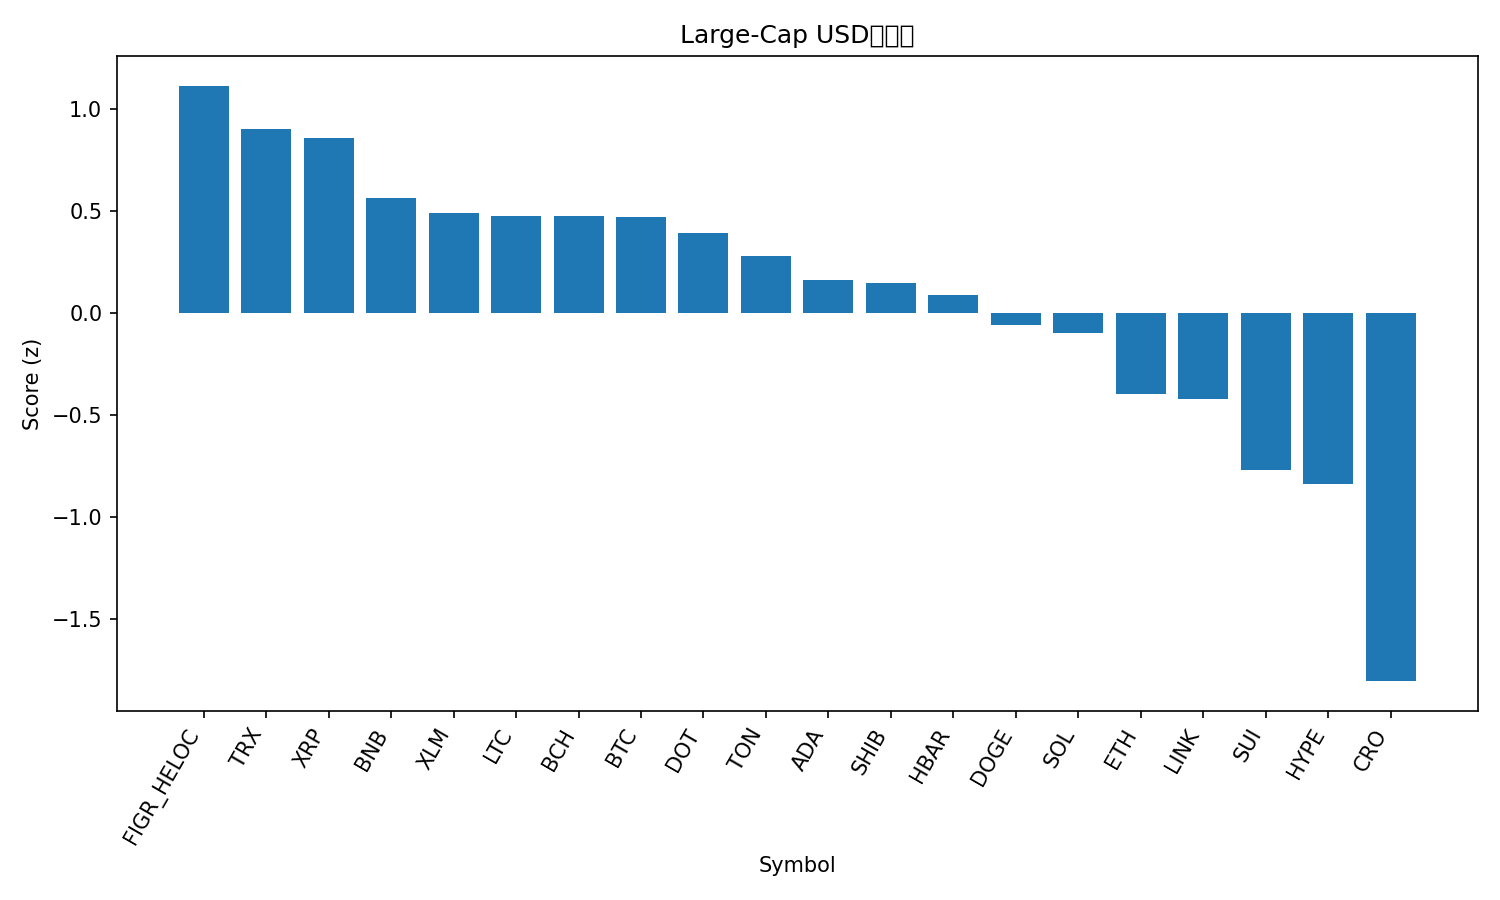 Large-Cap USD
Score (z)
1.0
0.5
0.0
−0.5
−1.0
−1.5
FIGR_HELOC
TRX
XRP
BNB
XLM
LTC
BCH
BTC
DOT
TON
ADA
SHIB
HBAR
DOGE
SOL
ETH
LINK
SUI
HYPE
CRO
Symbol